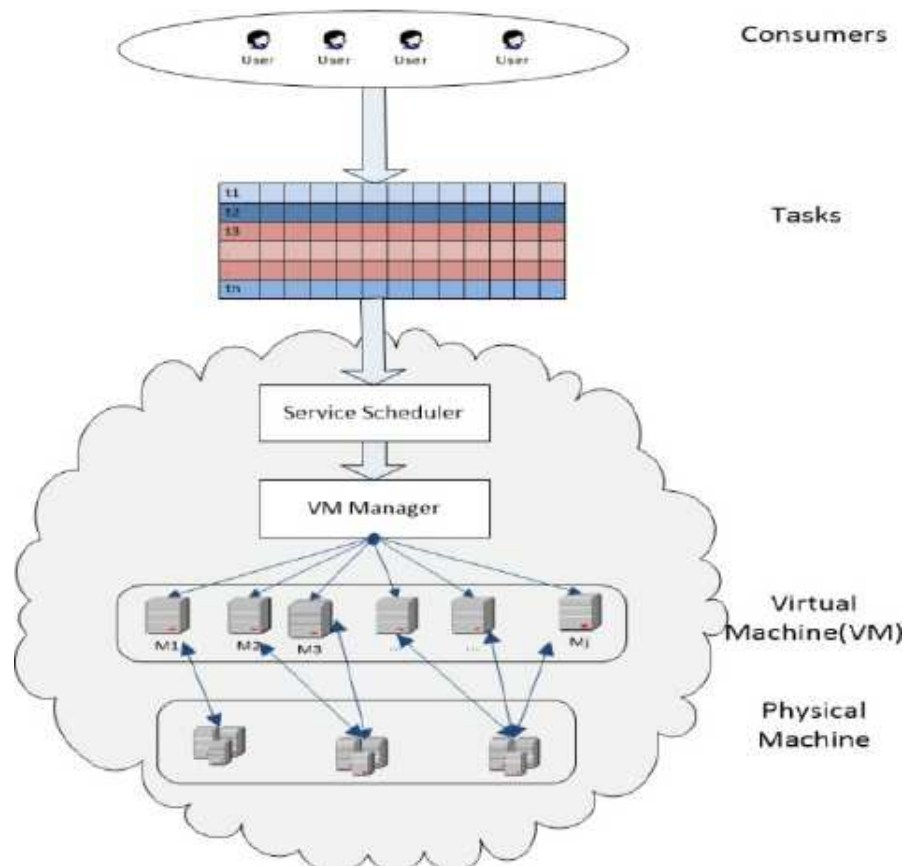 Consumers
User User User User
t1
t2
Tasks
t3
tn
Service Scheduler
VM Manager
Virtual
Machine(VM)
M1 M2 M3 ... ... Mj
Physical
Machine